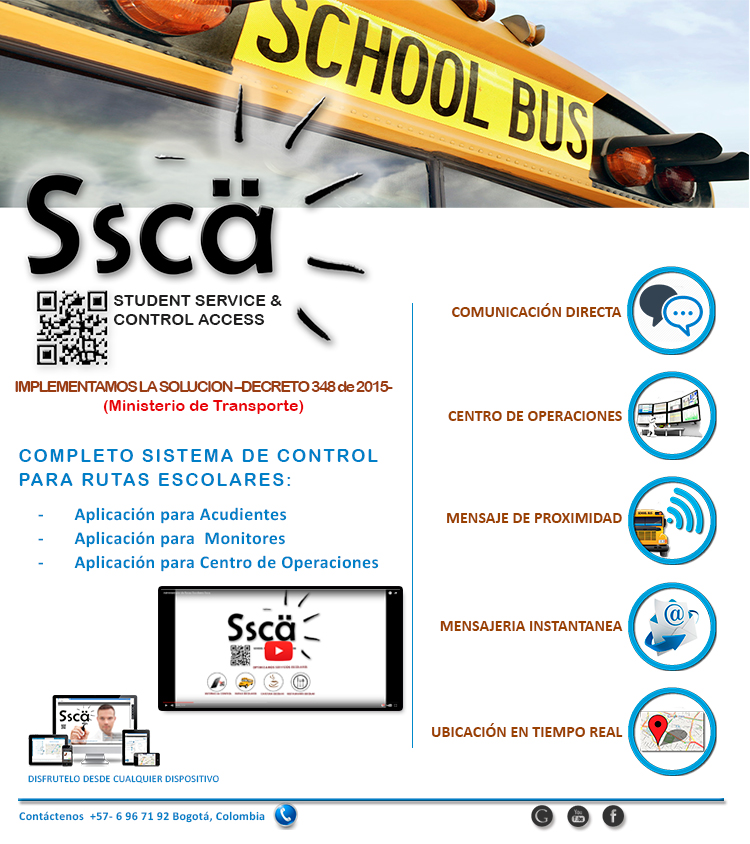 SCHOOL BUS
Sscä
STUDENT SERVICE &
CONTROL ACCESS
IMPLEMENTAMOS LA SOLUCION –DECRETO 348 de 2015-
(Ministerio de Transporte)
COMPLETO SISTEMA DE CONTROL
PARA RUTAS ESCOLARES:
- Aplicación para Acudientes
- Aplicación para Monitores
- Aplicación para Centro de Operaciones
Sscä
Sscä
DISFRUTELO DESDE CUALQUIER DISPOSITIVO
COMUNICACIÓN DIRECTA
CENTRO DE OPERACIONES
MENSAJE DE PROXIMIDAD
MENSAJERIA INSTANTANEA
UBICACIÓN EN TIEMPO REAL
Contáctenos +57- 6 96 71 92 Bogotá, Colombia
G
You
f